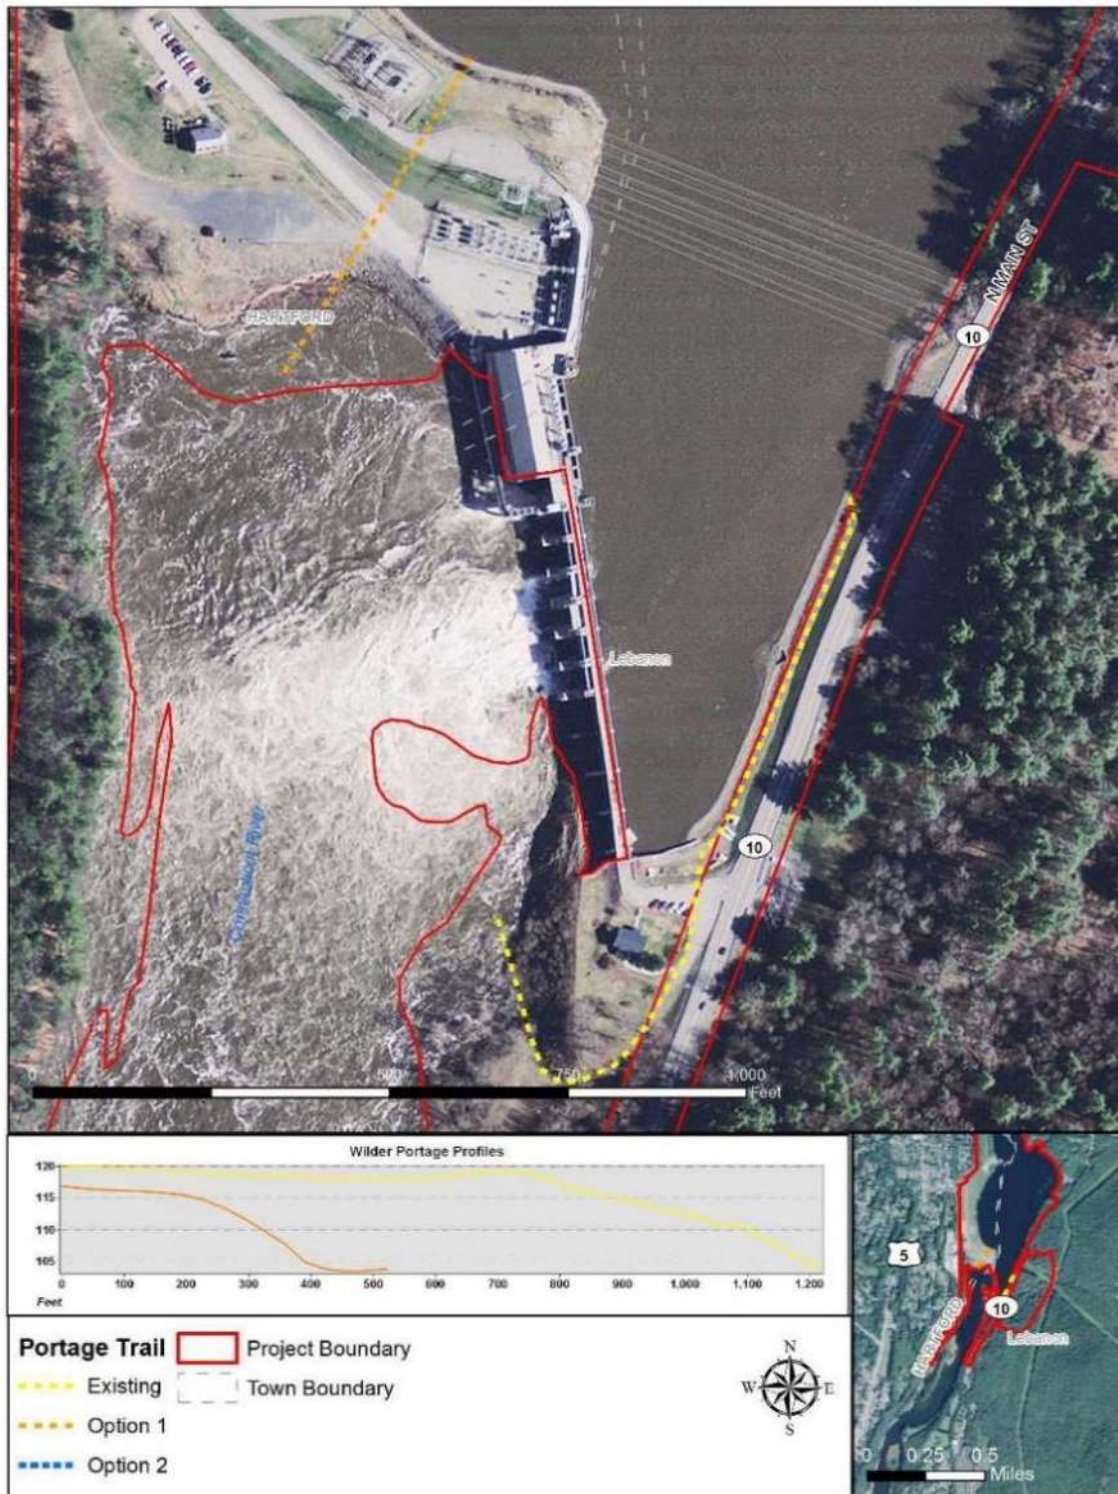 N MAIN ST
10
HARTFORD
Lebanon
10
Connecticut River
0 500 750 1,000
Feet
Wilder Portage Profiles
120
115
110
105
0 100 200 300 400 500 600 700 800 900 1,000 1,100 1,200
Feet
Portage Trail
Project Boundary
Existing
Town Boundary
Option 1
Option 2
N
W E
S
5
10
HARTFORD
Lebanon
0 0.25 0.5
Miles